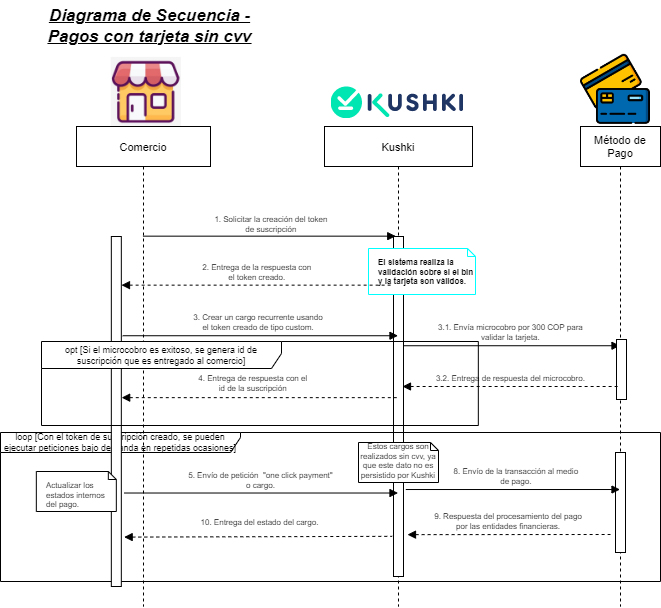 Diagrama de Secuencia -
Pagos con tarjeta sin cvv
KUSHKI
Comercio
Kushki
Método de
Pago
1. Solicitar la creación del token
de suscripción
El sistema realiza la
validación sobre si el bin
y la tarjeta son válidos.
2. Entrega de la respuesta con
el token creado.
3. Crear un cargo recurrente usando
el token creado de tipo custom.
3.1. Envía microcobro por 300 COP para
validar la tarjeta.
opt [Si el microcobro es exitoso, se genera id de
suscripción que es entregado al comercio]
4. Entrega de respuesta con el
id de la suscripción
3.2. Entrega de respuesta del microcobro.
loop [Con el token de suscripción creado, se pueden
ejecutar peticiones bajo demanda en repetidas ocasiones]
Estos cargos son
realizados sin cvv, ya
que este dato no es
persistido por Kushki
5. Envío de petición "one click payment"
o cargo.
8. Envío de la transacción al medio
de pago.
Actualizar los
estados internos
del pago.
10. Entrega del estado del cargo.
9. Respuesta del procesamiento del pago
por las entidades financieras.